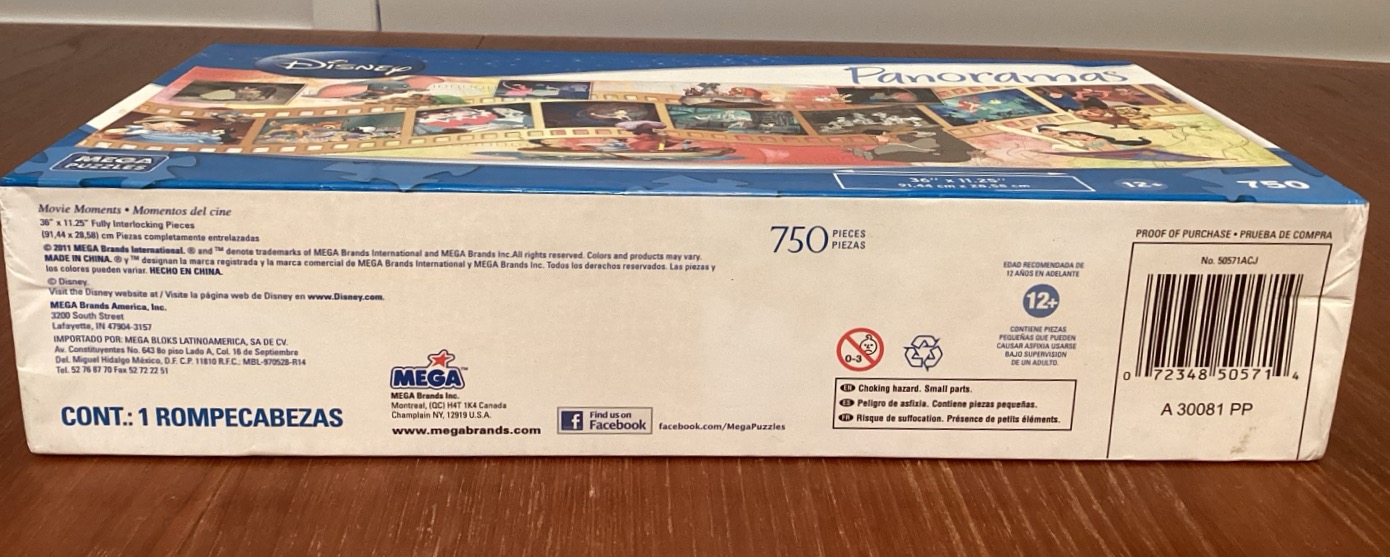 Disney
Panoramas
MEGA
PUZZLES
36" x 11.25"
91,44 cm x 28,58 cm
12+
750
Movie Moments • Momentos del cine
36" x 11.25" Fully Interlocking Pieces
(91,44 x 28,58) cm Piezas completamente entrelazadas
© 2011 MEGA Brands International. ® and ™ denote trademarks of MEGA Brands International and MEGA Brands Inc.All rights reserved. Colors and products may vary.
MADE IN CHINA. ® y ™ designan la marca registrada y la marca comercial de MEGA Brands International y MEGA Brands Inc. Todos los derechos reservados. Las piezas y
los colores pueden variar. HECHO EN CHINA.
© Disney.
Visit the Disney website at / Visite la página web de Disney en www.Disney.com.
MEGA Brands America, Inc.
3200 South Street
Lafayette, IN 47904-3157
IMPORTADO POR: MEGA BLOKS LATINOAMERICA, SA DE CV.
Av. Constituyentes No. 643 8o piso Lado A, Col. 16 de Septiembre
Del. Miguel Hidalgo México, D.F. C.P. 11810 R.F.C.: MBL-970528-R14
Tel. 52 76 87 70 Fax 52 72 22 51
CONT.: 1 ROMPECABEZAS
MEGA™
MEGA Brands Inc.
Montreal, (QC) H4T 1K4 Canada
Champlain NY, 12919 U.S.A.
www.megabrands.com
f Find us on
Facebook
facebook.com/MegaPuzzles
750 PIECES
PIEZAS
0-3
EN Choking hazard. Small parts.
ES Peligro de asfixia. Contiene piezas pequeñas.
FR Risque de suffocation. Présence de petits éléments.
EDAD RECOMENDADA DE
12 AÑOS EN ADELANTE
12+
CONTIENE PIEZAS
PEQUEÑAS QUE PUEDEN
CAUSAR ASFIXIA USARSE
BAJO SUPERVISION
DE UN ADULTO.
PROOF OF PURCHASE • PRUEBA DE COMPRA
No. 50571ACJ
0 72348 50571 4
A 30081 PP